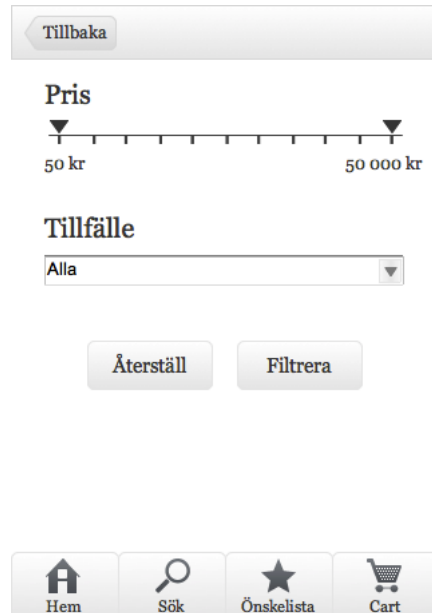 Tillbaka
Pris
50 kr 50 000 kr
Tillfälle
Alla
Återställ Filtrera
Hem Sök Önskelista Cart